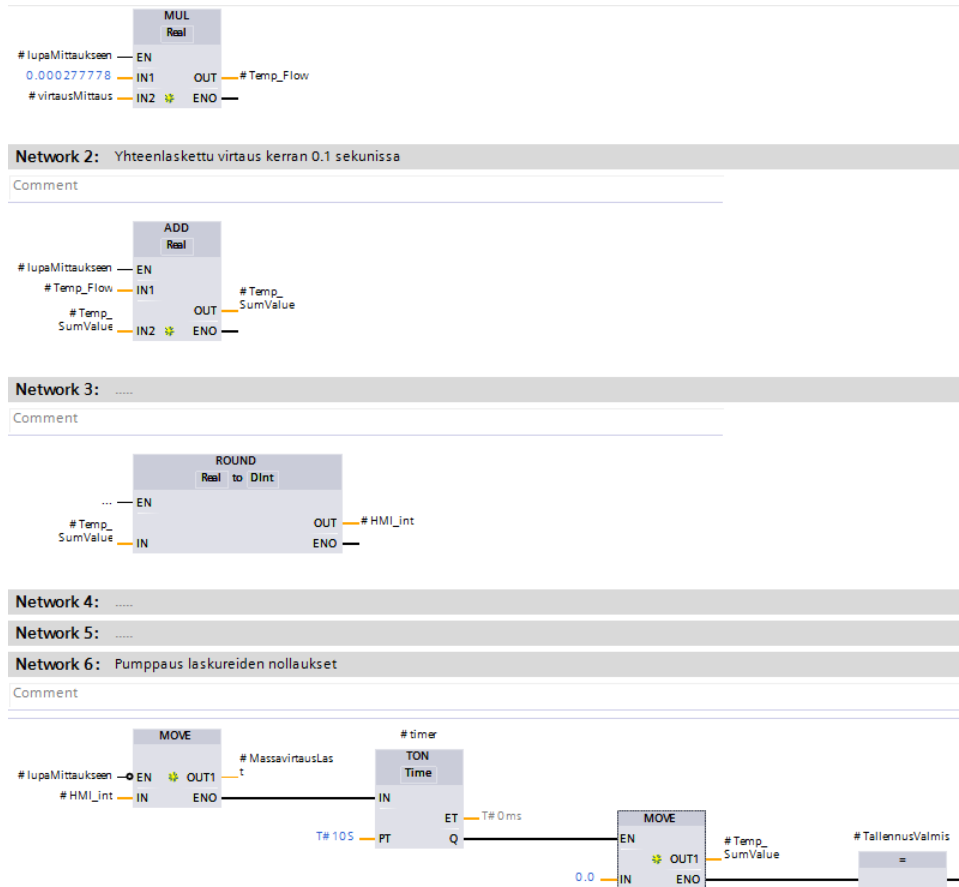 MUL
Real
#lupaMittaukseen EN
0.000277778 IN1 OUT #Temp_Flow
#virtausMittaus IN2 ENO
Network 2: Yhteenlaskettu virtaus kerran 0.1 sekunissa
Comment
ADD
Real
#lupaMittaukseen EN
#Temp_Flow IN1
#Temp_
SumValue IN2
OUT #Temp_
SumValue
ENO
Network 3: .....
Comment
ROUND
Real to DInt
... EN
#Temp_
SumValue IN
OUT #HMI_int
ENO
Network 4: .....
Network 5: .....
Network 6: Pumppaus laskureiden nollaukset
Comment
MOVE
#lupaMittaukseen EN OUT1 #MassavirtausLas
t
#HMI_int IN ENO
#timer
TON
Time
IN
ET T#0ms
T#10S PT Q
MOVE
EN
OUT1 #Temp_
SumValue
0.0 IN ENO
#TallennusValmis
=